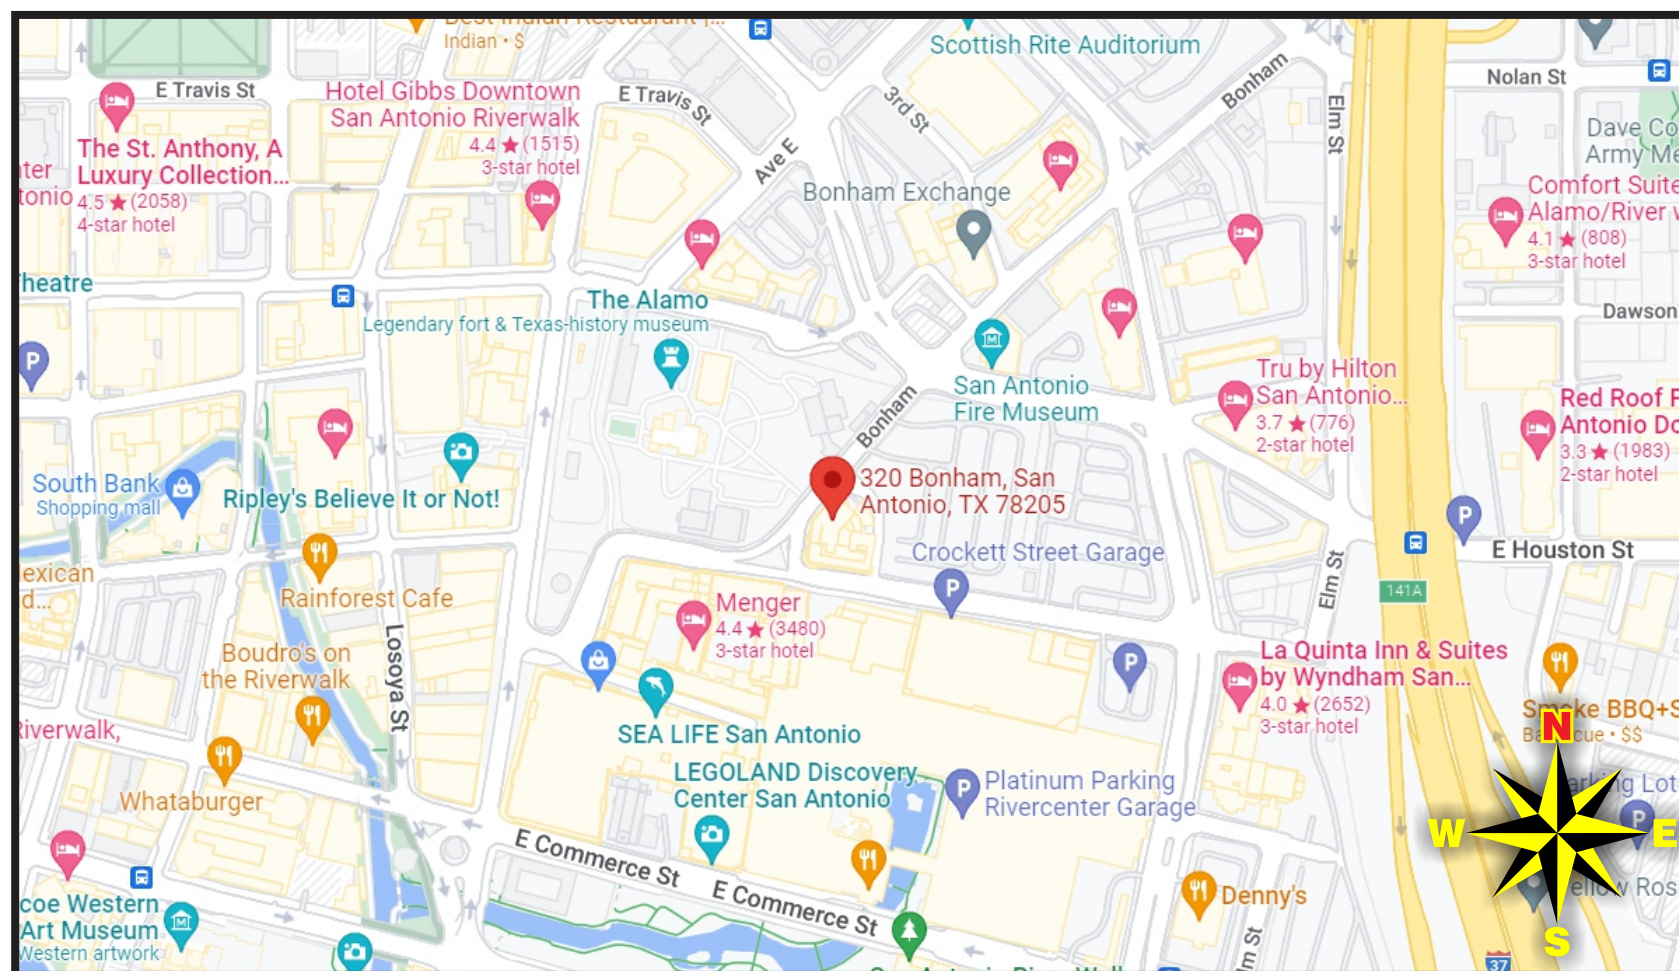 Indian • $
Scottish Rite Auditorium
Nolan St
E Travis St
Hotel Gibbs Downtown
San Antonio Riverwalk
4.4 ★ (1515)
3-star hotel
E Travis St
3rd St
Bonham
Elm St
Ave E
The St. Anthony, A
Luxury Collection...
4.5 ★ (2058)
4-star hotel
Bonham Exchange
Dave
Army
Alamo/River
4.1 ★ (808)
3-star hotel
Comfort
The Alamo
Legendary fort & Texas-history museum
Dawson
P
San Antonio
Fire Museum
Tru by Hilton
San Antonio...
3.7 ★ (776)
2-star hotel
Red Roof
Antonio
3.3 ★ (1983)
2-star hotel
Bonham
South Bank
Shopping mall
Ripley's Believe It or Not!
320 Bonham, San
Antonio, TX 78205
P
Crockett Street Garage
P
E Houston St
Rainforest Cafe
Elm St
141A
Menger
4.4 ★ (3480)
3-star hotel
Losoya St
Boudro's on
the Riverwalk
P
La Quinta Inn & Suites
by Wyndham San...
4.0 ★ (2652)
3-star hotel
Riverwalk,
SEA LIFE San Antonio
BBQ+S
• $$
N
LEGOLAND Discovery
Center San Antonio
P
Platinum Parking
Rivercenter Garage
Whataburger
P
W
E
E Commerce St
E Commerce St
Denny's
Western
Art Museum
Western artwork
S
37